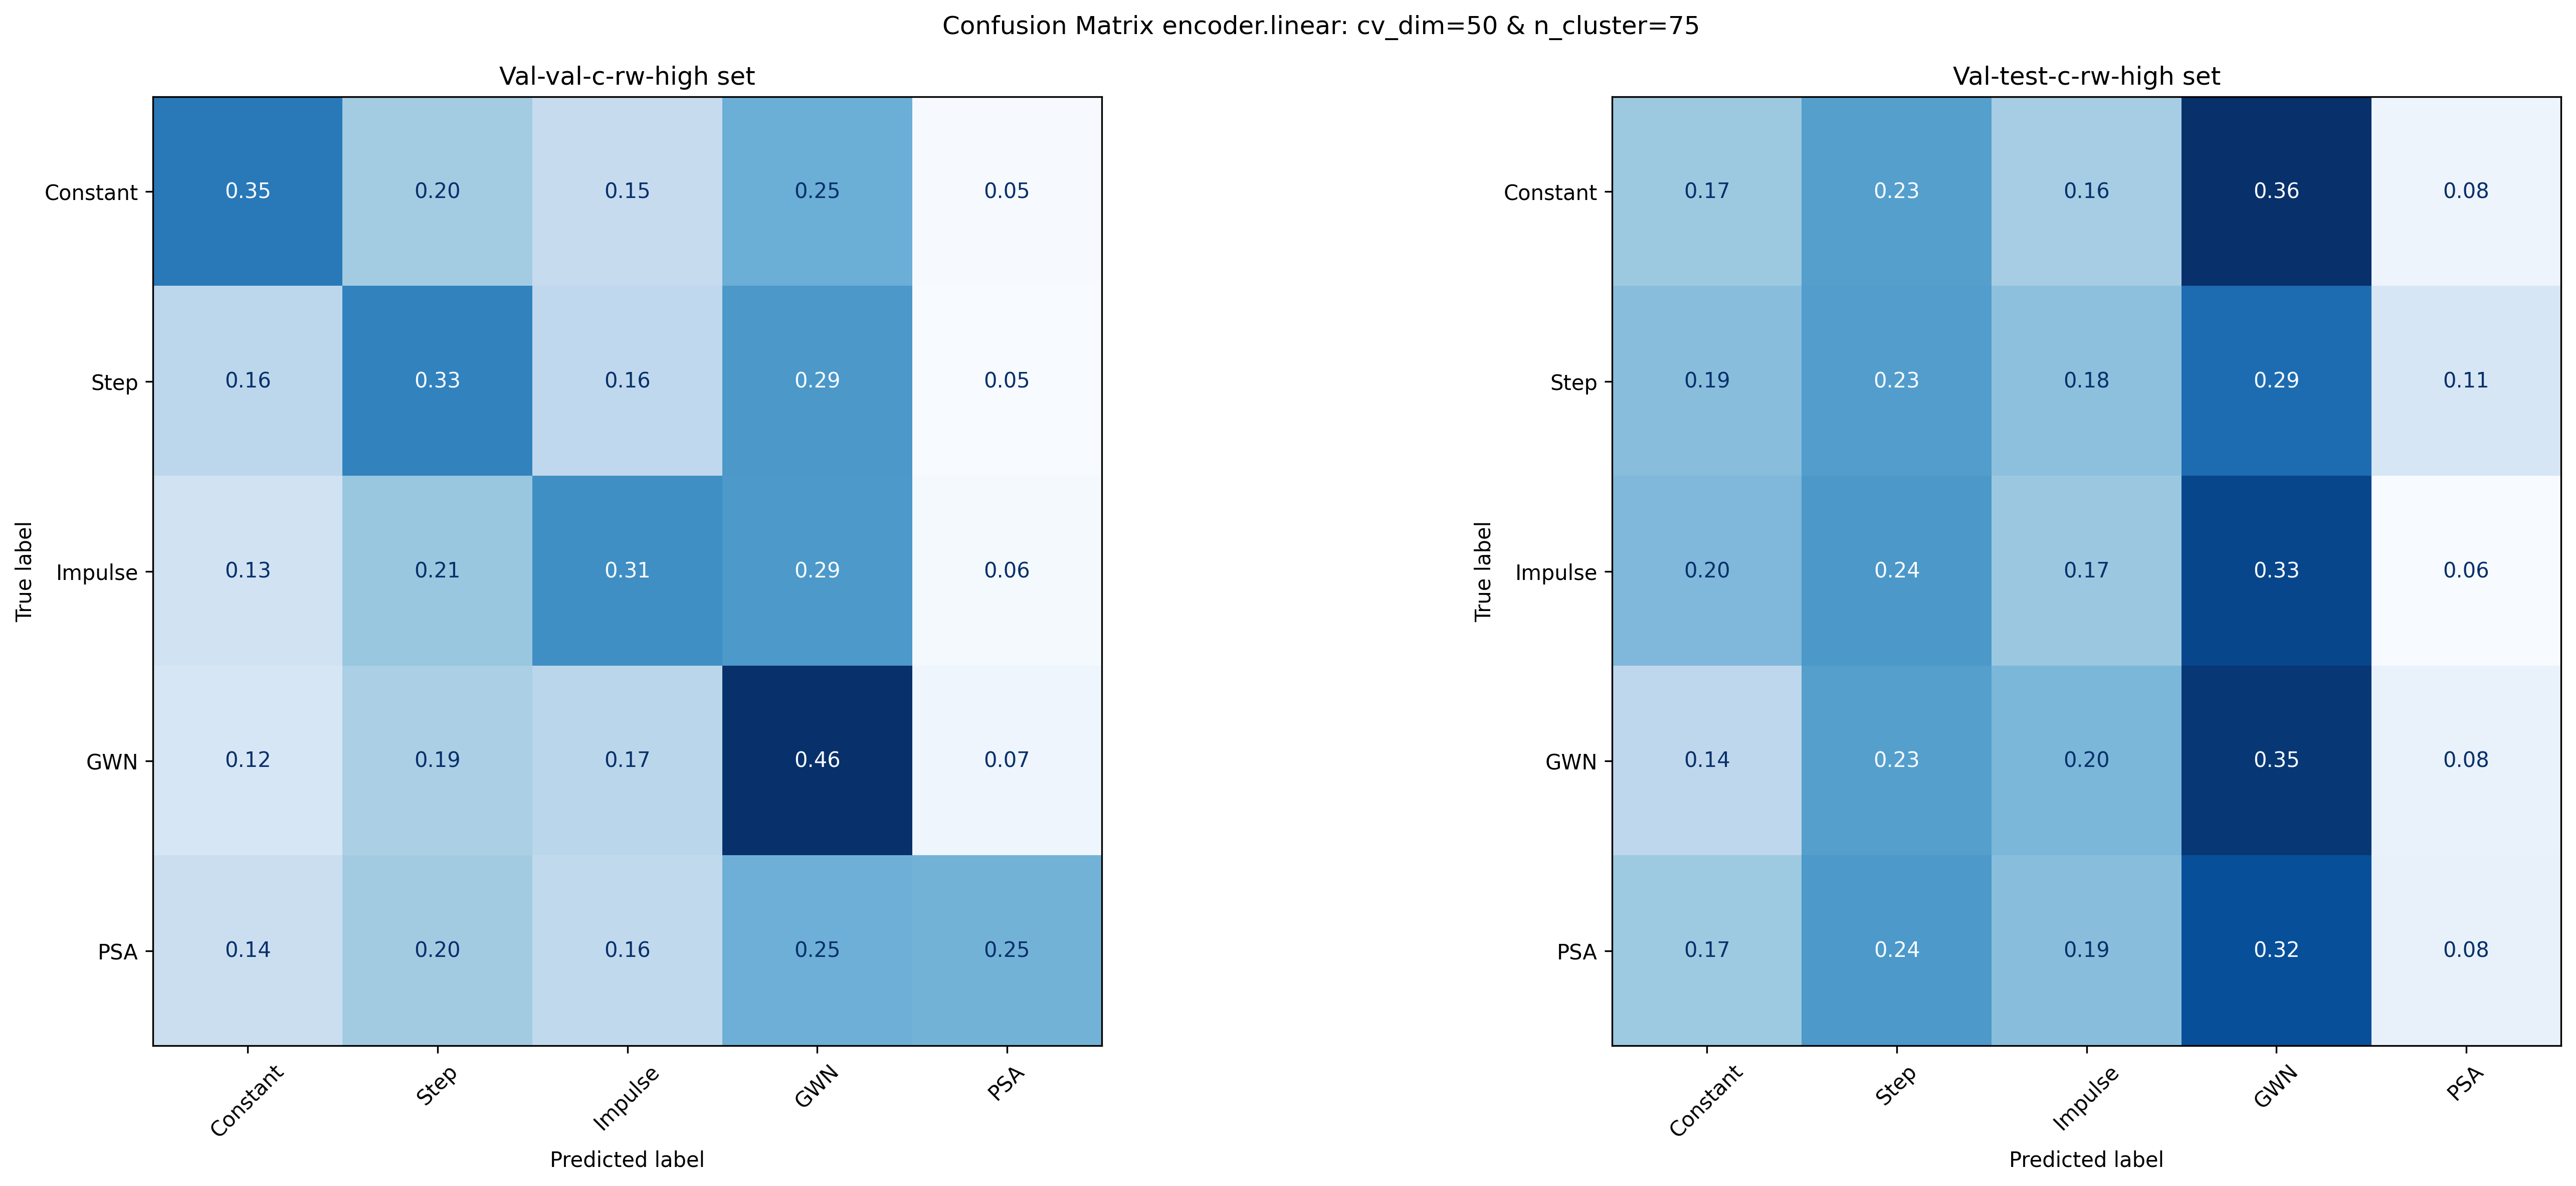 Confusion Matrix encoder.linear: cv_dim=50 & n_cluster=75
Val-val-c-rw-high set
True label
Constant 0.35 0.20 0.15 0.25 0.05
Step 0.16 0.33 0.16 0.29 0.05
Impulse 0.13 0.21 0.31 0.29 0.06
GWN 0.12 0.19 0.17 0.46 0.07
PSA 0.14 0.20 0.16 0.25 0.25
Constant Step Impulse GWN PSA
Predicted label
Val-test-c-rw-high set
True label
Constant 0.17 0.23 0.16 0.36 0.08
Step 0.19 0.23 0.18 0.29 0.11
Impulse 0.20 0.24 0.17 0.33 0.06
GWN 0.14 0.23 0.20 0.35 0.08
PSA 0.17 0.24 0.19 0.32 0.08
Constant Step Impulse GWN PSA
Predicted label